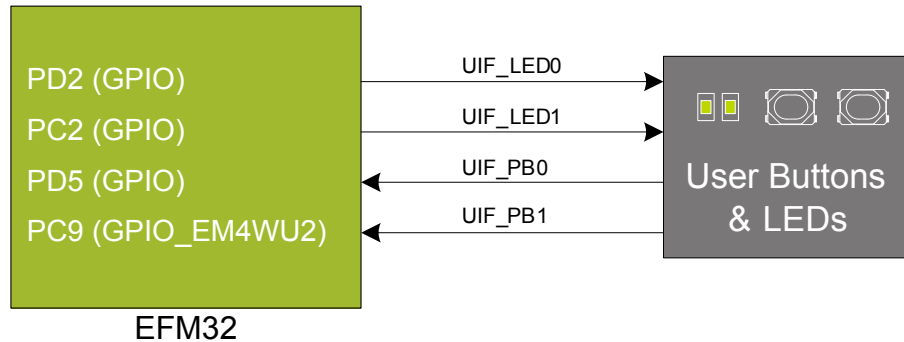 PD2 (GPIO)
PC2 (GPIO)
PD5 (GPIO)
PC9 (GPIO_EM4WU2)
EFM32
UIF_LED0
UIF_LED1
UIF_PB0
UIF_PB1
User Buttons
& LEDs